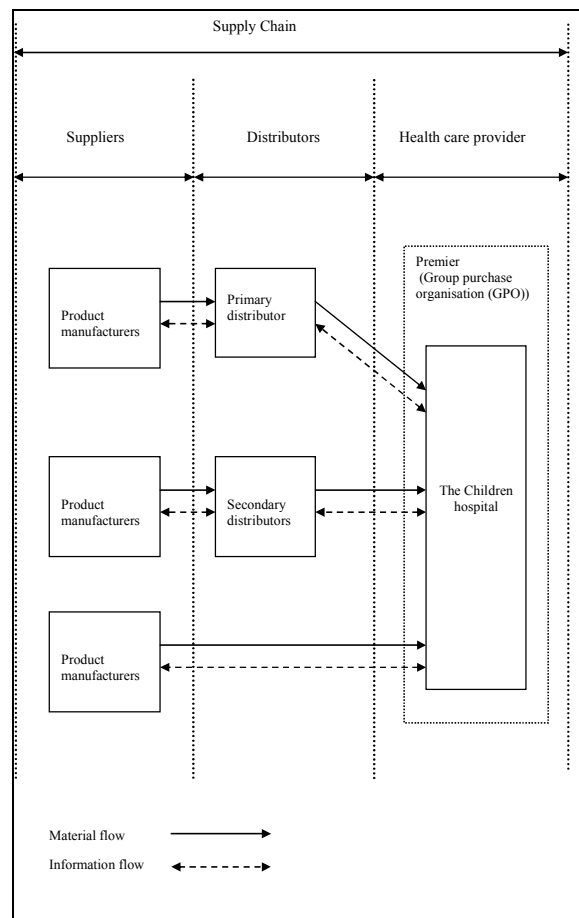 Supply Chain
Suppliers
Distributors
Health care provider
Premier
(Group purchase
organisation (GPO))
Product
manufacturers
Primary
distributor
Product
manufacturers
Secondary
distributors
The Children
hospital
Product
manufacturers
Material flow
Information flow